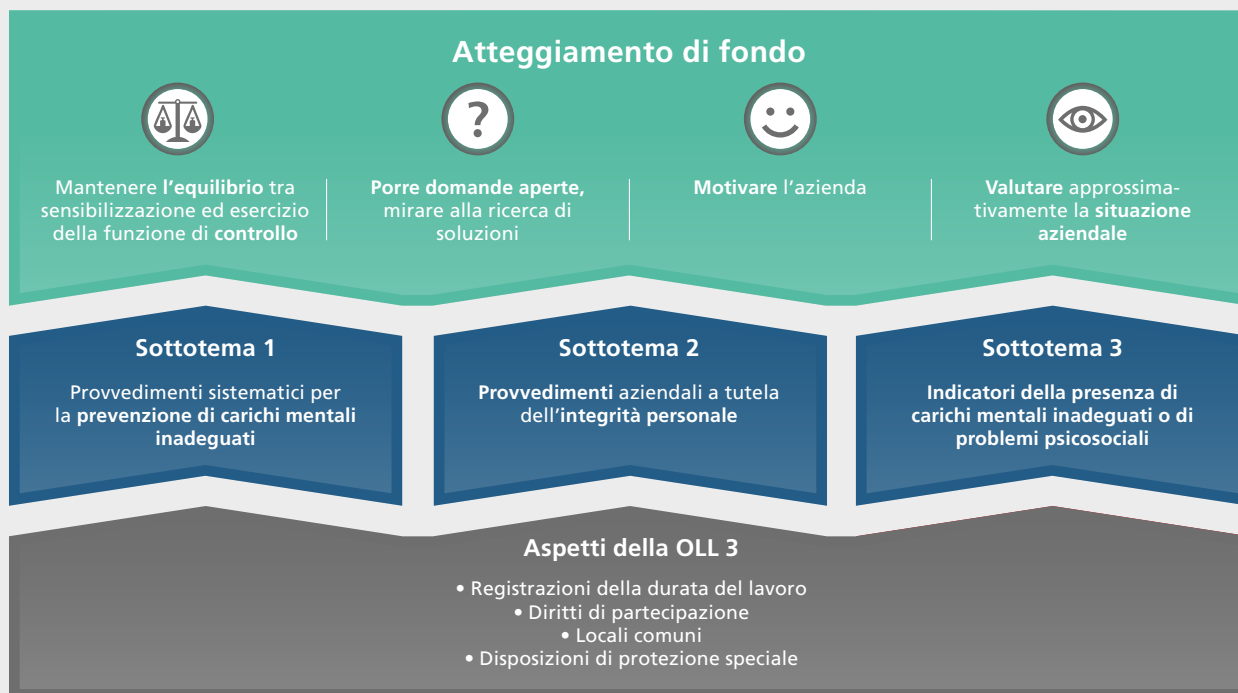 Atteggiamento di fondo
?
Mantenere l'equilibrio tra
sensibilizzazione ed esercizio
della funzione di controllo
Porre domande aperte,
mirare alla ricerca di
soluzioni
Motivare l'azienda
Valutare approssima-
tivamente la situazione
aziendale
Sottotema 1
Provvedimenti sistematici per
la prevenzione di carichi mentali
inadeguati
Sottotema 2
Provvedimenti aziendali a tutela
dell'integrità personale
Sottotema 3
Indicatori della presenza di
carichi mentali inadeguati o di
problemi psicosociali
Aspetti della OLL 3
• Registrazioni della durata del lavoro
• Diritti di partecipazione
• Locali comuni
• Disposizioni di protezione speciale